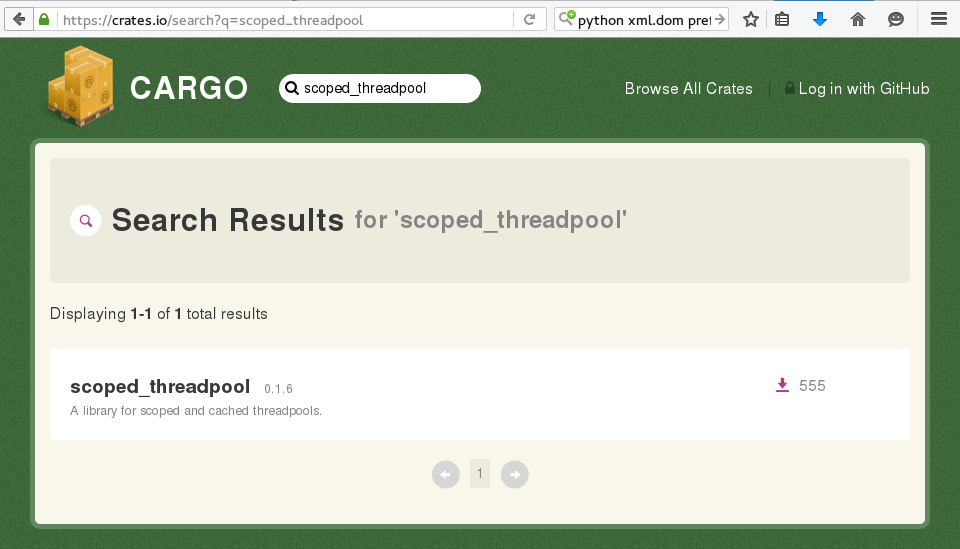 https://crates.io/search?q=scoped_threadpool
python xml.dom pre
CARGO
scoped_threadpool
Browse All Crates
Log in with GitHub
Search Results for 'scoped_threadpool'
Displaying 1-1 of 1 total results
scoped_threadpool 0.1.6
555
A library for scoped and cached threadpools.
1